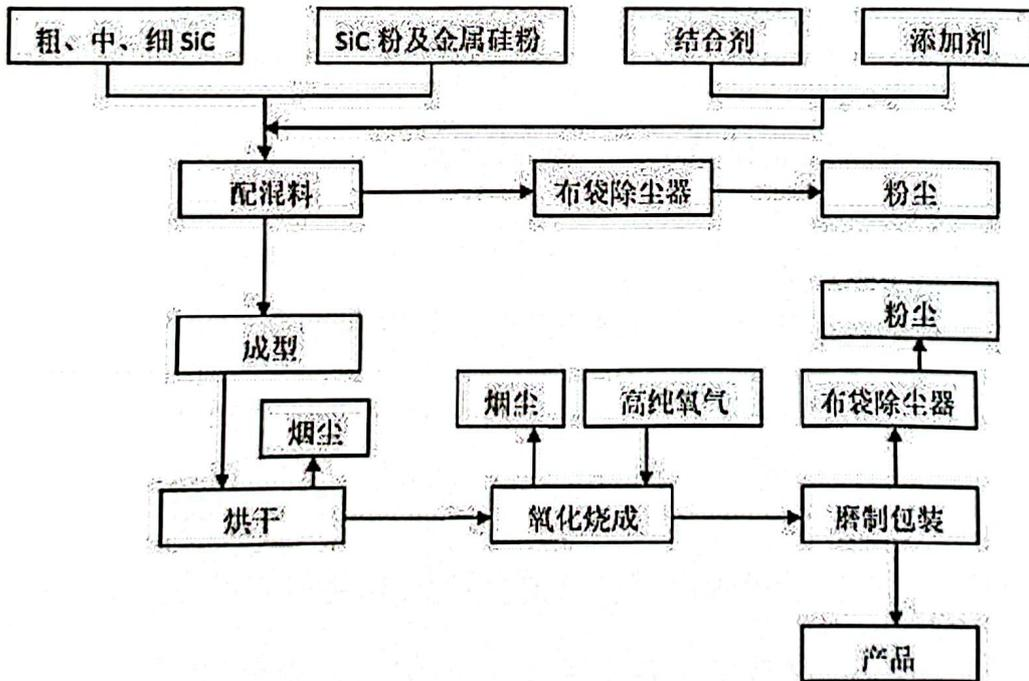 粗、中、细 SiC
SiC 粉及金属硅粉
结合剂
添加剂
配混料
布袋除尘器
粉尘
粉尘
成型
烟尘
高纯氧气
布袋除尘器
烟尘
烘干
氧化烧成
磨制包装
产品